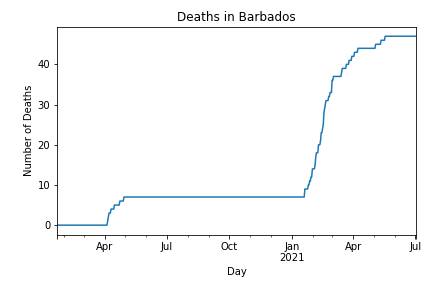 Deaths in Barbados
Number of Deaths
40
30
20
10
0
Apr
Jul
Oct
Jan
2021
Apr
Jul
Day